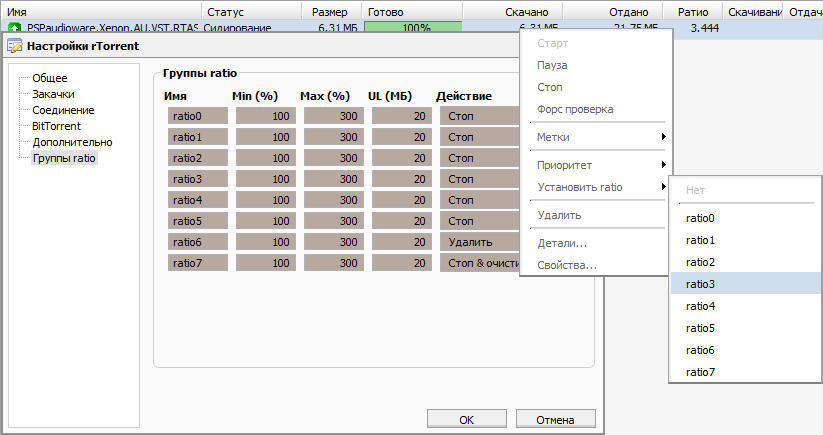 Имя Статус Размер Готово Скачано Отдано Ратио Скачивани Отдач
PSPaudioware.Xenon.AU.VST.RTAS Сидирование 6.31 МБ 100% 6.31 МБ 21.75 МБ 3.444
Настройки rTorrent
Общее
Закачки
Соединение
BitTorrent
Дополнительно
Группы ratio
Группы ratio
Имя Min (%) Max (%) UL (МБ) Действие
ratio0 100 300 20 Стоп
ratio1 100 300 20 Стоп
ratio2 100 300 20 Стоп
ratio3 100 300 20 Стоп
ratio4 100 300 20 Стоп
ratio5 100 300 20 Стоп
ratio6 100 300 20 Удалить
ratio7 100 300 20 Стоп & очисти
OK Отмена
Старт
Пауза
Стоп
Форс проверка
Метки
Приоритет
Установить ratio
Удалить
Детали...
Свойства...
Нет
ratio0
ratio1
ratio2
ratio3
ratio4
ratio5
ratio6
ratio7